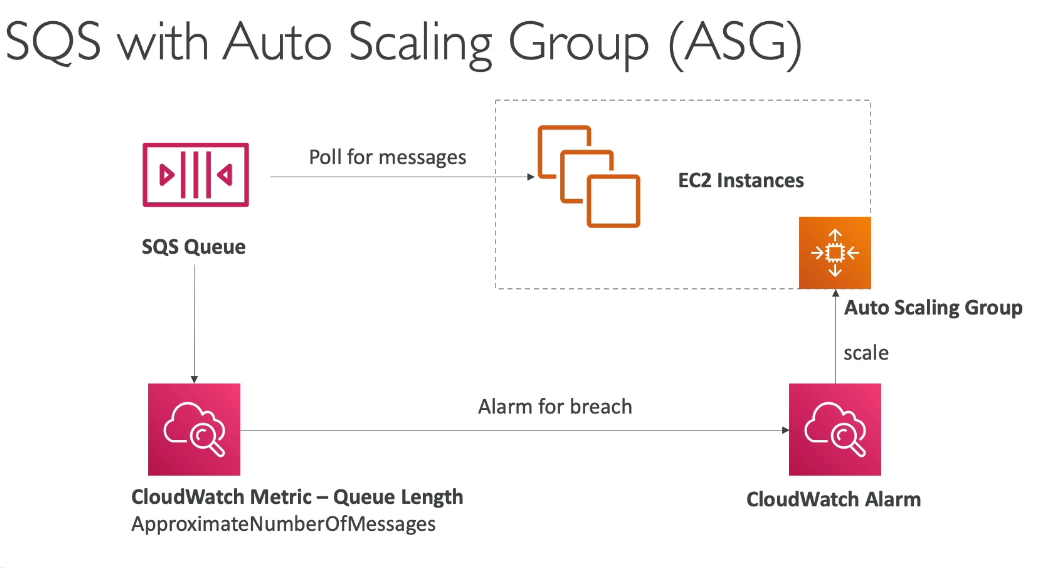 SQS with Auto Scaling Group (ASG)
Poll for messages
EC2 Instances
SQS Queue
Auto Scaling Group
scale
Alarm for breach
CloudWatch Metric – Queue Length
ApproximateNumberOfMessages
CloudWatch Alarm